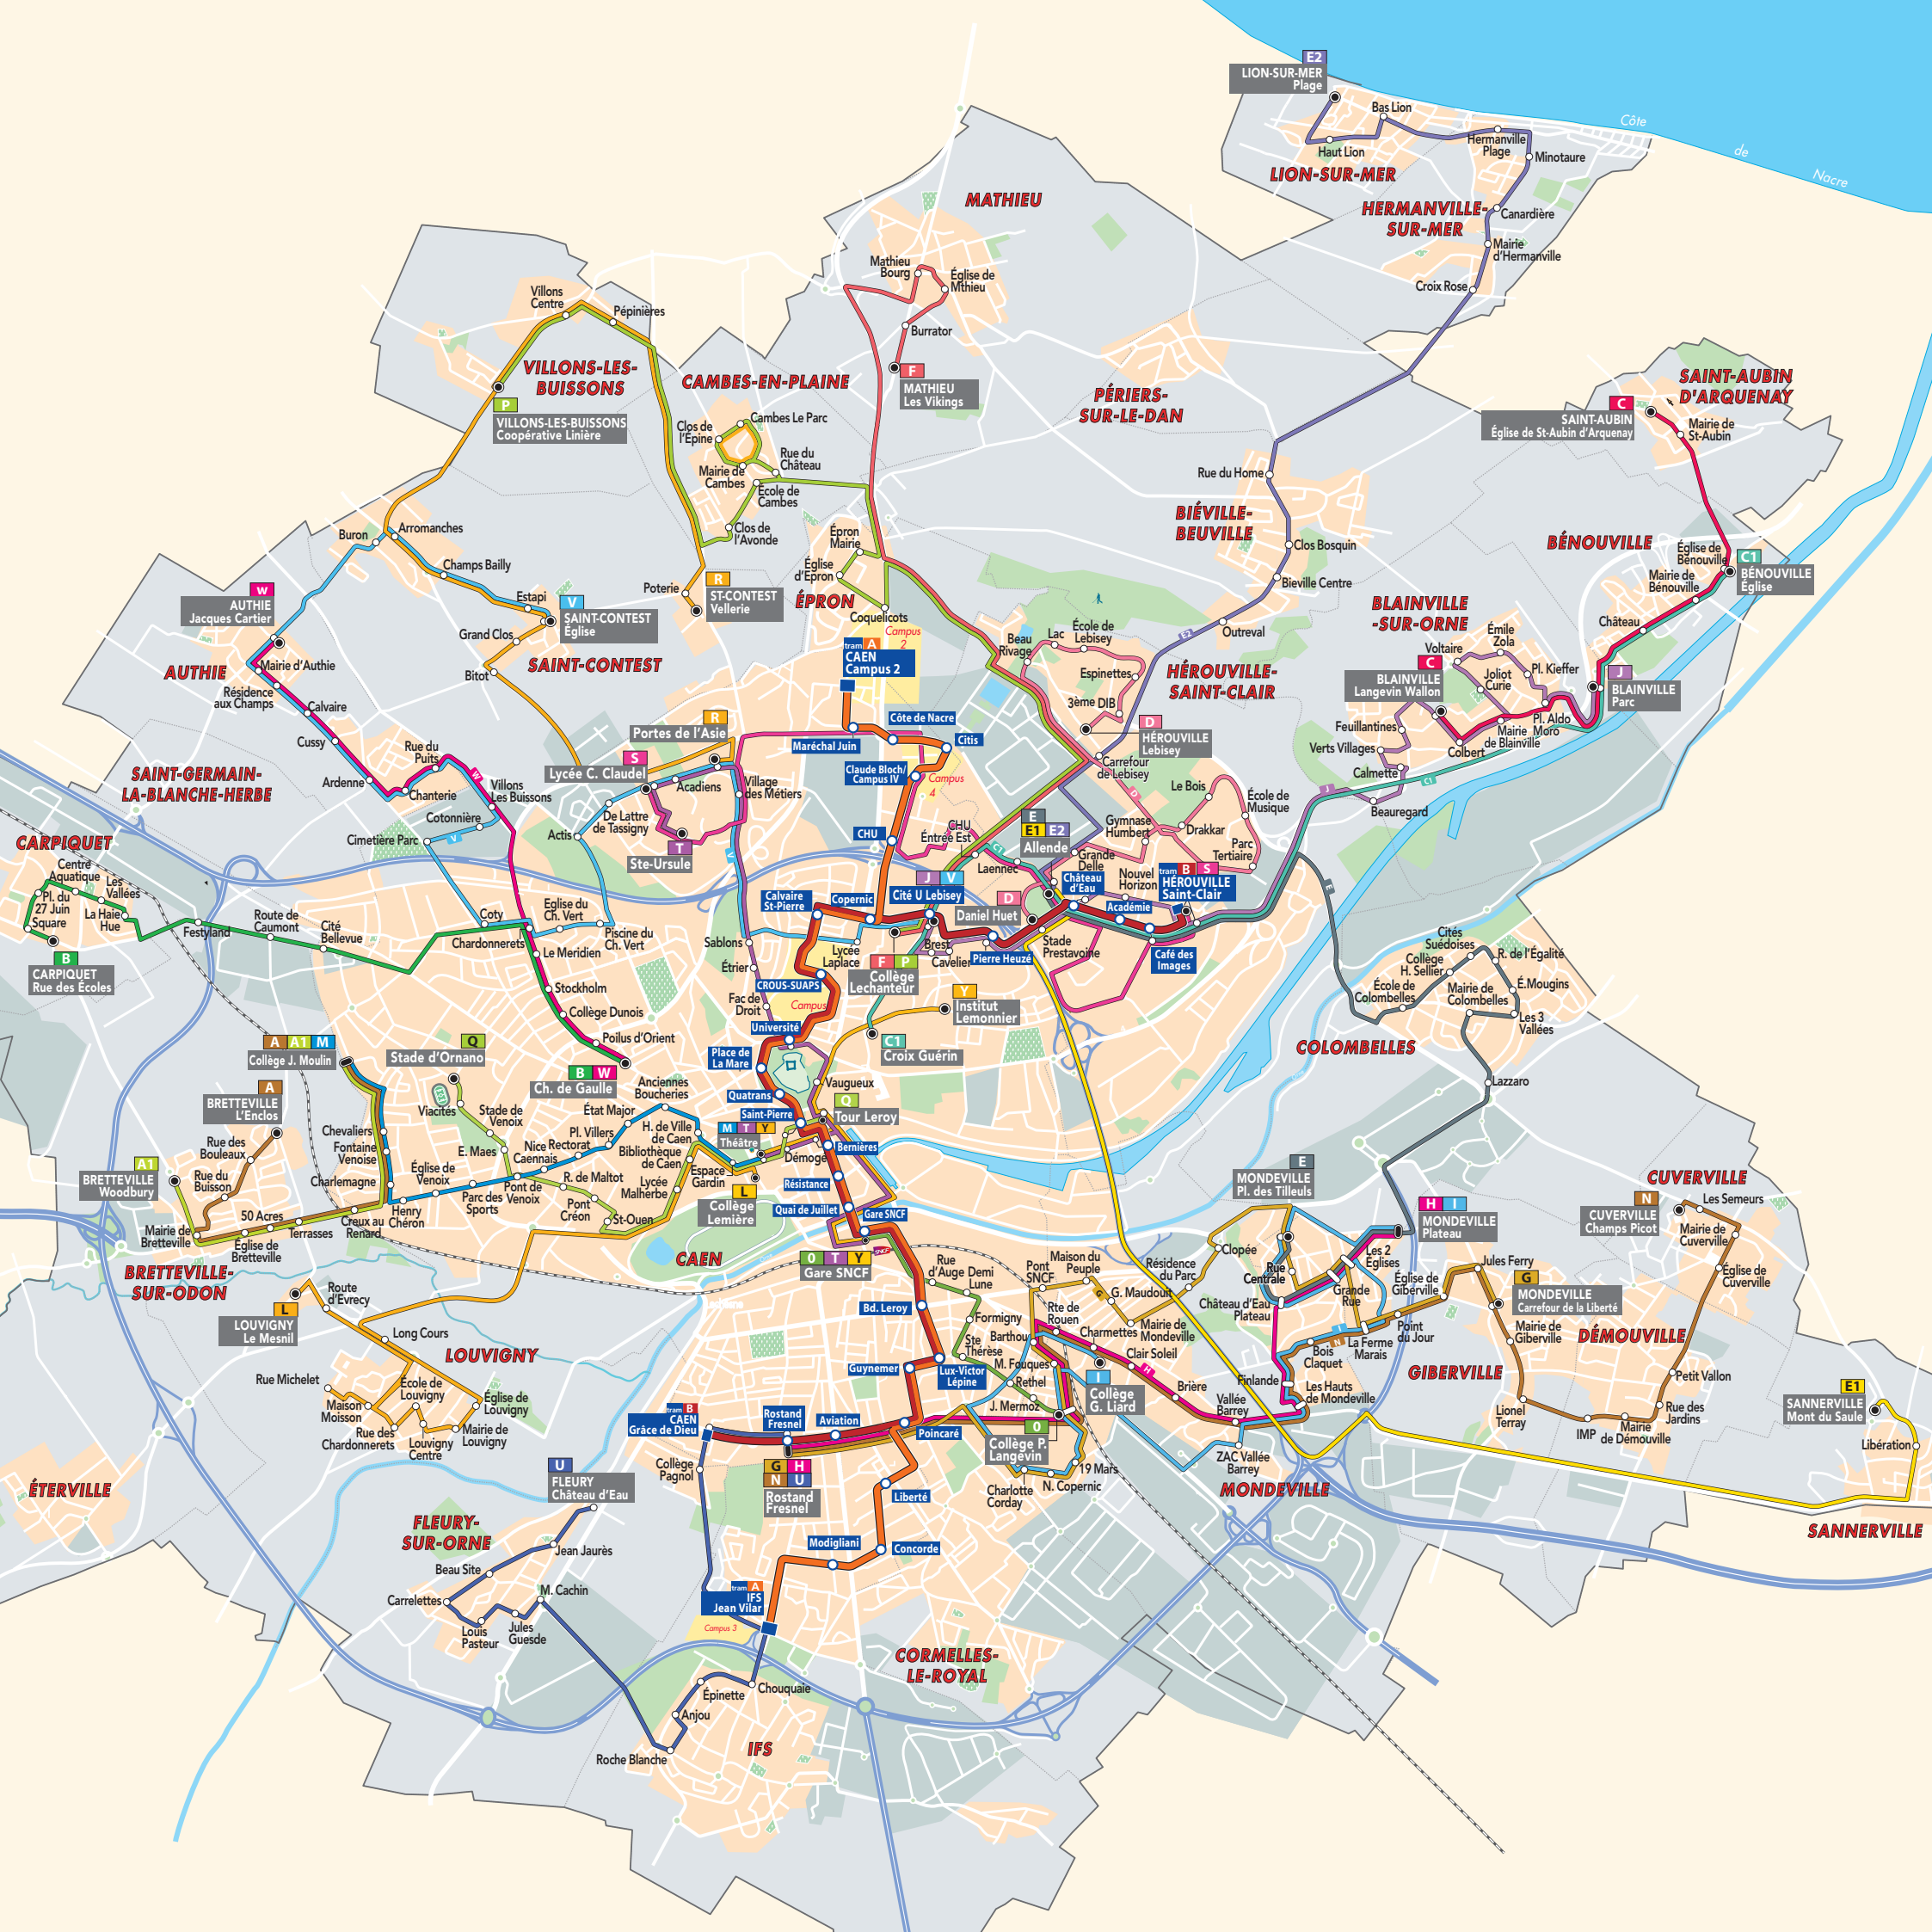 E2
LION-SUR-MER
Plage
Bas Lion
Haut Lion
Hermanville
Plage
Minotaure
Côte
de
Nacre
LION-SUR-MER
HERMANVILLE-
SUR-MER
Canardière
Mairie
d'Hermanville
Croix Rose
MATHIEU
Mathieu
Bourg
Église de
Mthieu
Burrator
F
MATHIEU
Les Vikings
Villons
Centre
Pépinières
VILLONS-LES-
BUISSONS
P
VILLONS-LES-BUISSONS
Coopérative Linière
CAMBES-EN-PLAINE
Cambes Le Parc
Clos de
l'Épine
Rue du
Château
Mairie de
Cambes
École de
Cambes
Clos de
l'Avonde
PÉRIERS-
SUR-LE-DAN
SAINT-AUBIN
D'ARQUENAY
C
SAINT-AUBIN
Église de St-Aubin d'Arquenay
Mairie de
St-Aubin
Rue du Home
BIÉVILLE-
BEUVILLE
Clos Bosquin
Bieville Centre
Outreval
E2
BÉNOUVILLE
Église de
Bénouville
C1
BÉNOUVILLE
Église
Mairie de
Bénouville
Château
Buron
Arromanches
Champs Bailly
Estapi
V
SAINT-CONTEST
Église
Grand Clos
Bitot
SAINT-CONTEST
W
AUTHIE
Jacques Cartier
AUTHIE
Mairie d'Authie
Résidence
aux Champs
Calvaire
Cussy
Ardenne
Chanterie
Rue du
Puits
W
Villons
Les Buissons
Cotonnière
Cimetière Parc
V
Poterie
R
ST-CONTEST
Vellerie
Épron
Mairie
Église
d'Epron
ÉPRON
Coquelicots
Campus
2
tram A
CAEN
Campus 2
Beau
Rivage
Lac
École de
Lebisey
Espinettes
3ème DIB
D
HÉROUVILLE
Lebisey
HÉROUVILLE-
SAINT-CLAIR
Carrefour
de Lebisey
BLAINVILLE
-SUR-ORNE
Émile
Zola
Voltaire
Joliot
Curie
Pl. Kieffer
C
BLAINVILLE
Langevin Wallon
J
BLAINVILLE
Parc
Feuillantines
Verts Villages
Calmette
Colbert
Mairie
de Blainville
Pl. Aldo
Moro
Beauregard
J
C1
SAINT-GERMAIN-
LA-BLANCHE-HERBE
R
Portes de l'Asie
S
Lycée C. Claudel
Acadiens
De Lattre
de Tassigny
Actis
T
Ste-Ursule
Village
des Métiers
V
Maréchal Juin
Côte de Nacre
Citis
Claude Bloch/
Campus IV
Campus
4
CHU
CHU
Éntrée Est
C1
Laennec
E
E1 E2
Allende
Grande
Delle
Gymnase
Humbert
D
Le Bois
École de
Musique
Drakkar
Parc
Tertiaire
Nouvel
Horizon
tram B S
HÉROUVILLE
Saint-Clair
Château
d'Eau
Académie
Café des
Images
E
CARPIQUET
Centre
Aquatique
Les
Vallées
Pl. du
27 Juin
Square
La Haie
Hue
B
CARPIQUET
Rue des Écoles
Festyland
Route de
Caumont
Cité
Bellevue
Coty
Chardonnerets
Eglise du
Ch. Vert
Piscine du
Ch. Vert
Le Meridien
Stockholm
Collège Dunois
Poilus d'Orient
B W
Ch. de Gaulle
Calvaire
St-Pierre
Copernic
J V
Cité U Lebisey
D
Daniel Huet
Sablons
Étrier
Lycée
Laplace
Brest
Cavelier
Pierre Heuzé
Stade
Prestavoine
F P
Collège
Lechanteur
CROUS-SUAPS
Campus 1
Fac de
Droit
Y
Institut
Lemonnier
C1
Croix Guérin
Université
Place de
La Mare
Vaugueux
Quatrans
Q
Tour Leroy
Saint-Pierre
M T Y
Théâtre
Bernières
Démogé
Résistance
Quai de Juillet
Gare SNCF
SNCF
O T Y
Gare SNCF
L
Collège
Lemière
Espace
Gardin
CAEN
Cités
Suédoises
Collège
H. Sellier
R. de l'Égalité
École de
Colombelles
Mairie de
Colombelles
É.Mougins
Les 3
Vallées
COLOMBELLES
Lazzaro
A A1 M
Collège J. Moulin
Q
Stade d'Ornano
A
BRETTEVILLE
L'Enclos
Viacités
Stade de
Venoix
E. Maes
Chevaliers
Fontaine
Venoise
Charlemagne
Rue des
Bouleaux
A1
BRETTEVILLE
Woodbury
Rue du
Buisson
Mairie de
Bretteville
50 Acres
Église de
Bretteville
Terrasses
Creux au
Renard
Henry
Chéron
Église de
Venoix
Parc des
Sports
Pont de
Venoix
Nice
Caennais
Rectorat
Pl. Villers
État Major
Anciennes
Boucheries
H. de Ville
de Caen
Bibliothèque
de Caen
R. de Maltot
Lycée
Malherbe
Pont
Créon
St-Ouen
BRETTEVILLE-
SUR-ODON
L
LOUVIGNY
Le Mesnil
Route
d'Evrecy
Long Cours
LOUVIGNY
Rue Michelet
Maison
Moisson
École de
Louvigny
Église de
Louvigny
Rue des
Chardonnerets
Louvigny
Centre
Mairie de
Louvigny
E
MONDEVILLE
Pl. des Tilleuls
H I
MONDEVILLE
Plateau
Clopée
Rue
Centrale
Les 2
Églises
Grande
Rue
Château d'Eau
Plateau
Église de
Giberville
Jules Ferry
G
MONDEVILLE
Carrefour de la Liberté
Mairie de
Giberville
Point
du Jour
La Ferme
Marais
Bois
Claquet
I
N
Finlande
Les Hauts
de Mondeville
GIBERVILLE
DÉMOUVILLE
CUVERVILLE
N
CUVERVILLE
Champs Picot
Les Semeurs
Mairie de
Cuverville
Église de
Cuverville
Petit Vallon
Rue des
Jardins
Mairie
de Démouville
IMP
Lionel
Terray
E1
SANNERVILLE
Mont du Saule
Libération
SANNERVILLE
Rue
d'Auge
Demi
Lune
Formigny
Ste
Thérèse
Bd. Leroy
Guynemer
Lux-Victor
Lépine
Pont
SNCF
Maison du
Peuple
G
G. Maudouit
Résidence
du Parc
Rte de
Rouen
Barthou
Charmettes
Mairie de
Mondeville
Clair Soleil
H
M. Fouques
Rethel
J. Mermoz
I
Collège
G. Liard
Brière
Vallée
Barrey
ZAC Vallée
Barrey
MONDEVILLE
O
Collège P.
Langevin
19 Mars
N. Copernic
Charlotte
Corday
tram B
CAEN
Grâce de Dieu
Rostand
Fresnel
Aviation
Poincaré
G H
N U
Rostand
Fresnel
Collège
Pagnol
Liberté
Modigliani
Concorde
tram A
IFS
Jean Vilar
Campus 3
ÉTERVILLE
U
FLEURY
Château d'Eau
FLEURY-
SUR-ORNE
Jean Jaurès
Beau Site
Carrelettes
M. Cachin
Louis
Pasteur
Jules
Guesde
Épinette
Chouquaie
Anjou
Roche Blanche
IFS
CORMELLES-
LE-ROYAL